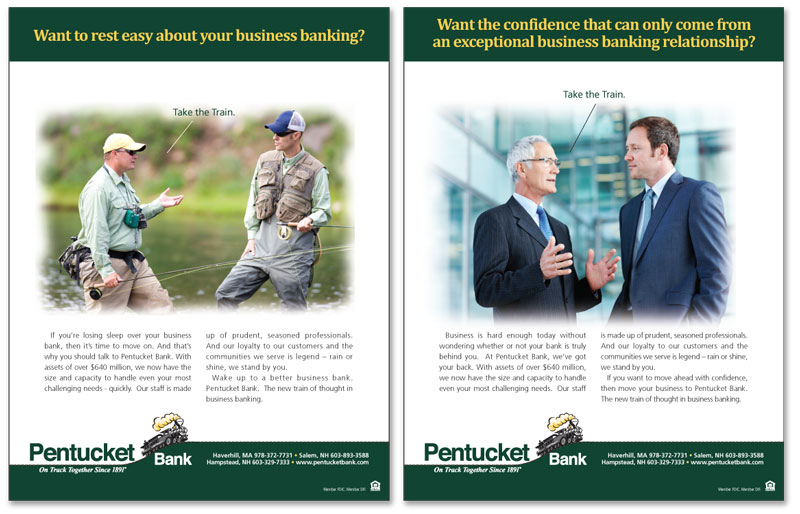 Want to rest easy about your business banking?
Take the Train.
If you're losing sleep over your business
bank, then it's time to move on. And that's
why you should talk to Pentucket Bank. With
assets of over $640 million, we now have the
size and capacity to handle even your most
challenging needs - quickly. Our staff is made
up of prudent, seasoned professionals.
And our loyalty to our customers and the
communities we serve is legend – rain or
shine, we stand by you.
Wake up to a better business bank.
Pentucket Bank. The new train of thought in
business banking.
Pentucket
Bank
On Track Together Since 1891
Haverhill, MA 978-372-7731 • Salem, NH 603-893-3588
Hampstead, NH 603-329-7333 • www.pentucketbank.com
Member FDIC, Member DIF
Want the confidence that can only come from
an exceptional business banking relationship?
Take the Train.
Business is hard enough today without
wondering whether or not your bank is truly
behind you. At Pentucket Bank, we've got
your back. With assets of over $640 million,
we now have the size and capacity to handle
even your most challenging needs. Our staff
is made up of prudent, seasoned professionals.
And our loyalty to our customers and the
communities we serve is legend – rain or shine,
we stand by you.
If you want to move ahead with confidence,
then move your business to Pentucket Bank.
The new train of thought in business banking.
Pentucket
Bank
On Track Together Since 1891
Haverhill, MA 978-372-7731 • Salem, NH 603-893-3588
Hampstead, NH 603-329-7333 • www.pentucketbank.com
Member FDIC, Member DIF